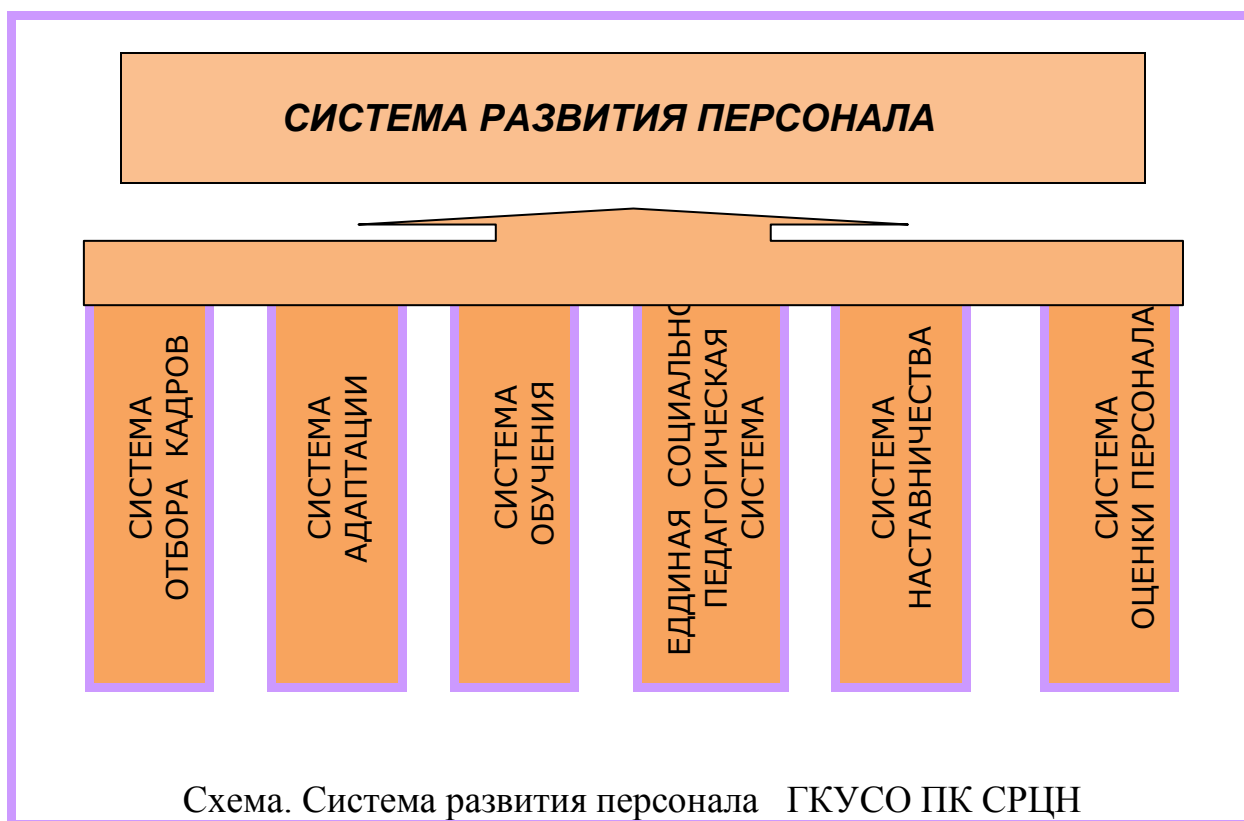 СИСТЕМА РАЗВИТИЯ ПЕРСОНАЛА
СИСТЕМА
ОТБОРА КАДРОВ
СИСТЕМА
АДАПТАЦИИ
СИСТЕМА
ОБУЧЕНИЯ
ЕДДИНАЯ СОЦИАЛЬНО
ПЕДАГОГИЧЕСКАЯ
СИСТЕМА
СИСТЕМА
НАСТАВНИЧЕСТВА
СИСТЕМА
ОЦЕНКИ ПЕРСОНАЛА
Схема. Система развития персонала ГКУСО ПК СРЦН